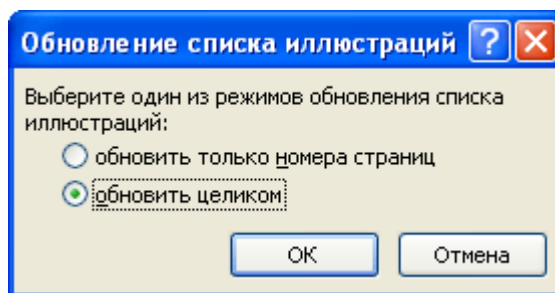 Обновление списка иллюстраций
Выберите один из режимов обновления списка
иллюстраций:
обновить только номера страниц
обновить целиком
ОК Отмена